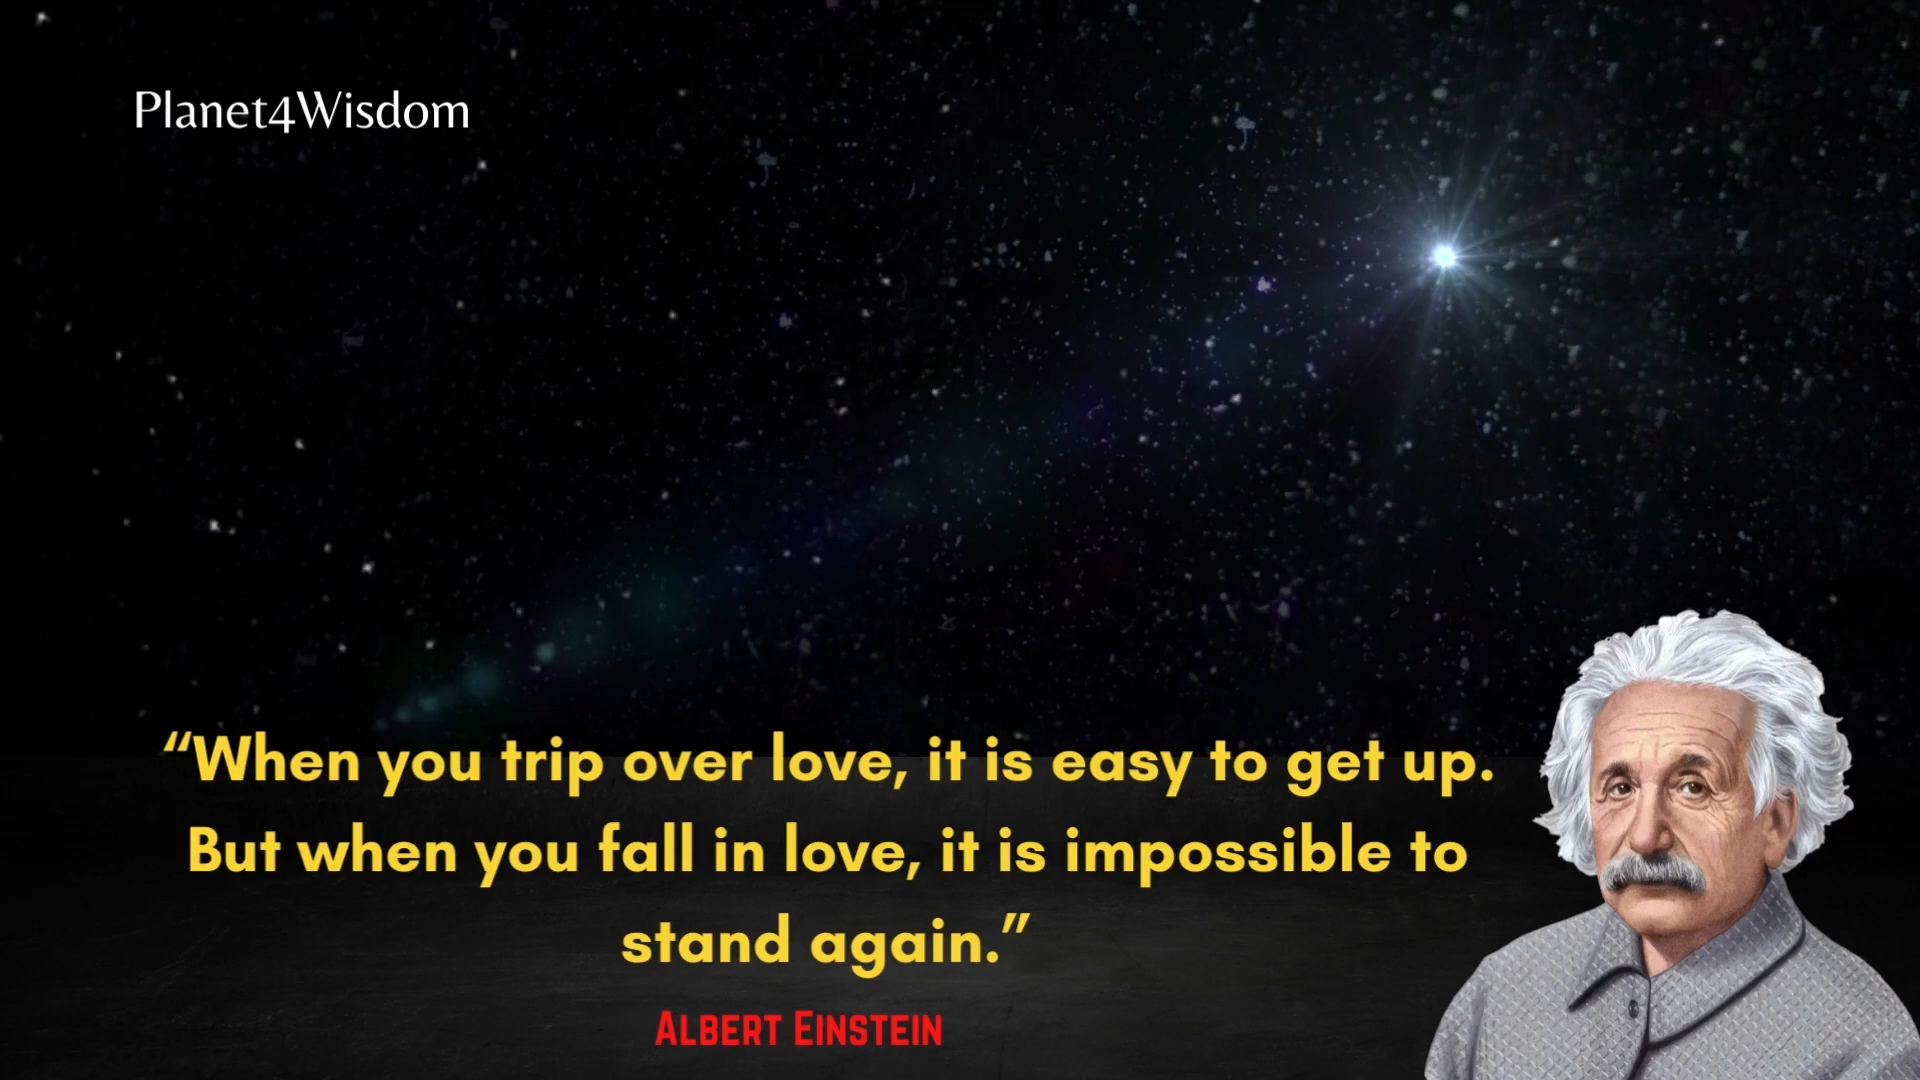 Planet4Wisdom
“When you trip over love, it is easy to get up.
But when you fall in love, it is impossible to
stand again.”
ALBERT EINSTEIN